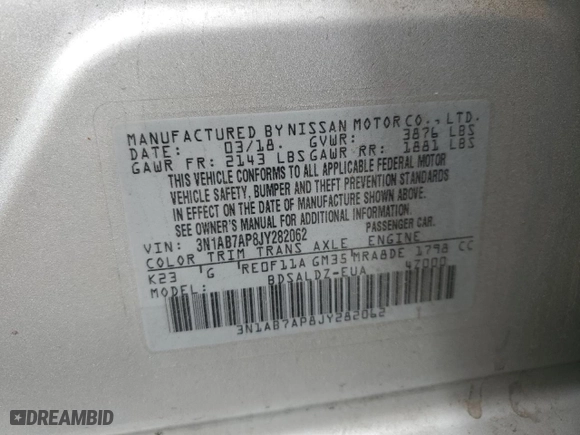 MANUFACTURED BY NISSAN MOTOR CO., LTD.
DATE: 03/18. GVWR: 3876 LBS
GAWR FR: 2143 LBS GAWR RR: 1881 LBS
THIS VEHICLE CONFORMS TO ALL APPLICABLE FEDERAL MOTOR
VEHICLE SAFETY, BUMPER AND THEFT PREVENTION STANDARDS
IN EFFECT ON THE DATE OF MANUFACTURE SHOWN ABOVE.
SEE OWNER'S MANUAL FOR ADDITIONAL INFORMATION.
VIN: 3N1AB7AP8JY282062 PASSENGER CAR.
COLOR TRIM TRANS AXLE ENGINE
K23 'G 'RE0F11A GM35 MRA8DE 1798 CC
MODEL: BDSALDZ-EUA 47000
3N1AB7AP8JY282062
DREAMBID